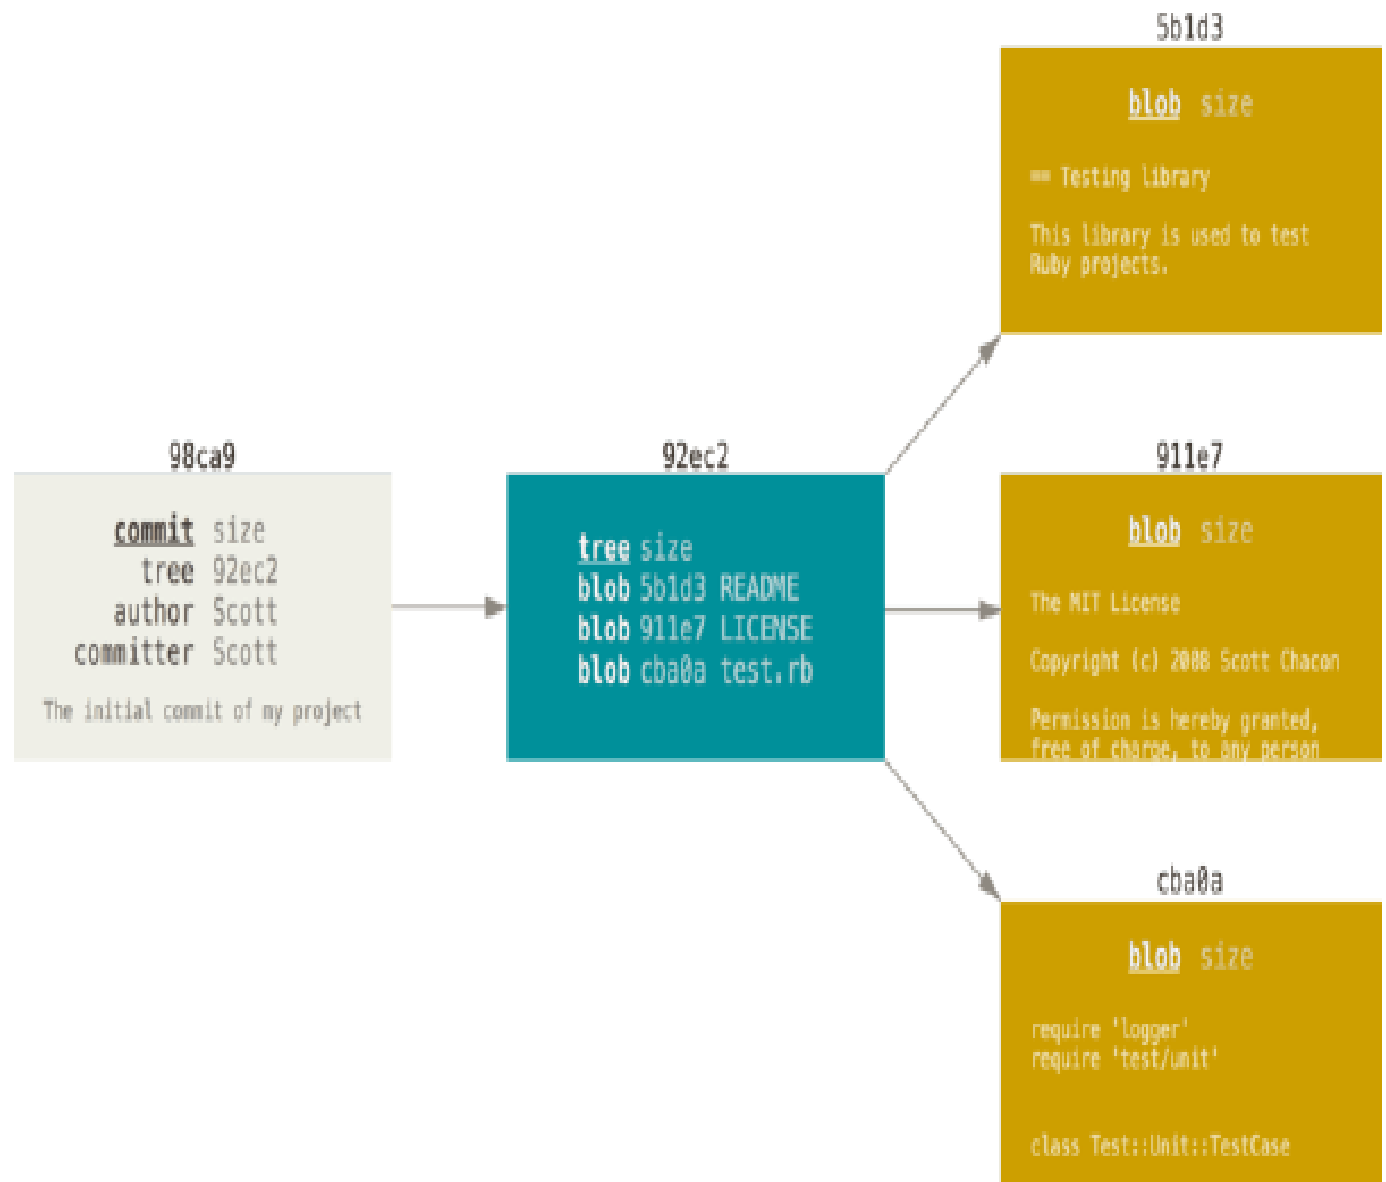 98ca9
commit size
tree 92ec2
author Scott
committer Scott
The initial commit of my project
92ec2
tree size
blob 5b1d3 README
blob 911e7 LICENSE
blob cba0a test.rb
5b1d3
blob size
== Testing library
This library is used to test
Ruby projects.
911e7
blob size
The MIT License
Copyright (c) 2008 Scott Chacon
Permission is hereby granted,
free of charge, to any person
cba0a
blob size
require 'logger'
require 'test/unit'
class Test::Unit::TestCase